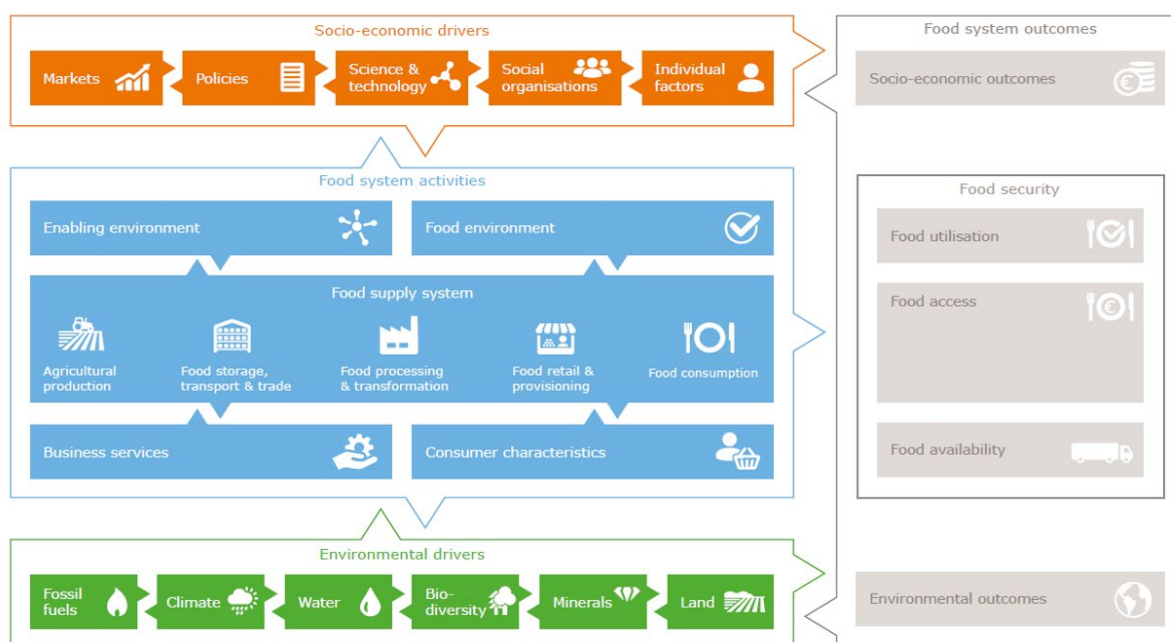 Socio-economic drivers
Markets
Policies
Science &
technology
Social
organisations
Individual
factors
Food system activities
Enabling environment
Food environment
Food supply system
Agricultural
production
Food storage,
transport & trade
Food processing
& transformation
Food retail &
provisioning
Food consumption
Business services
Consumer characteristics
Environmental drivers
Fossil
fuels
Climate
Water
Bio-
diversity
Minerals
Land
Food system outcomes
Socio-economic outcomes
€
Food security
Food utilisation
Food access
€
Food availability
Environmental outcomes